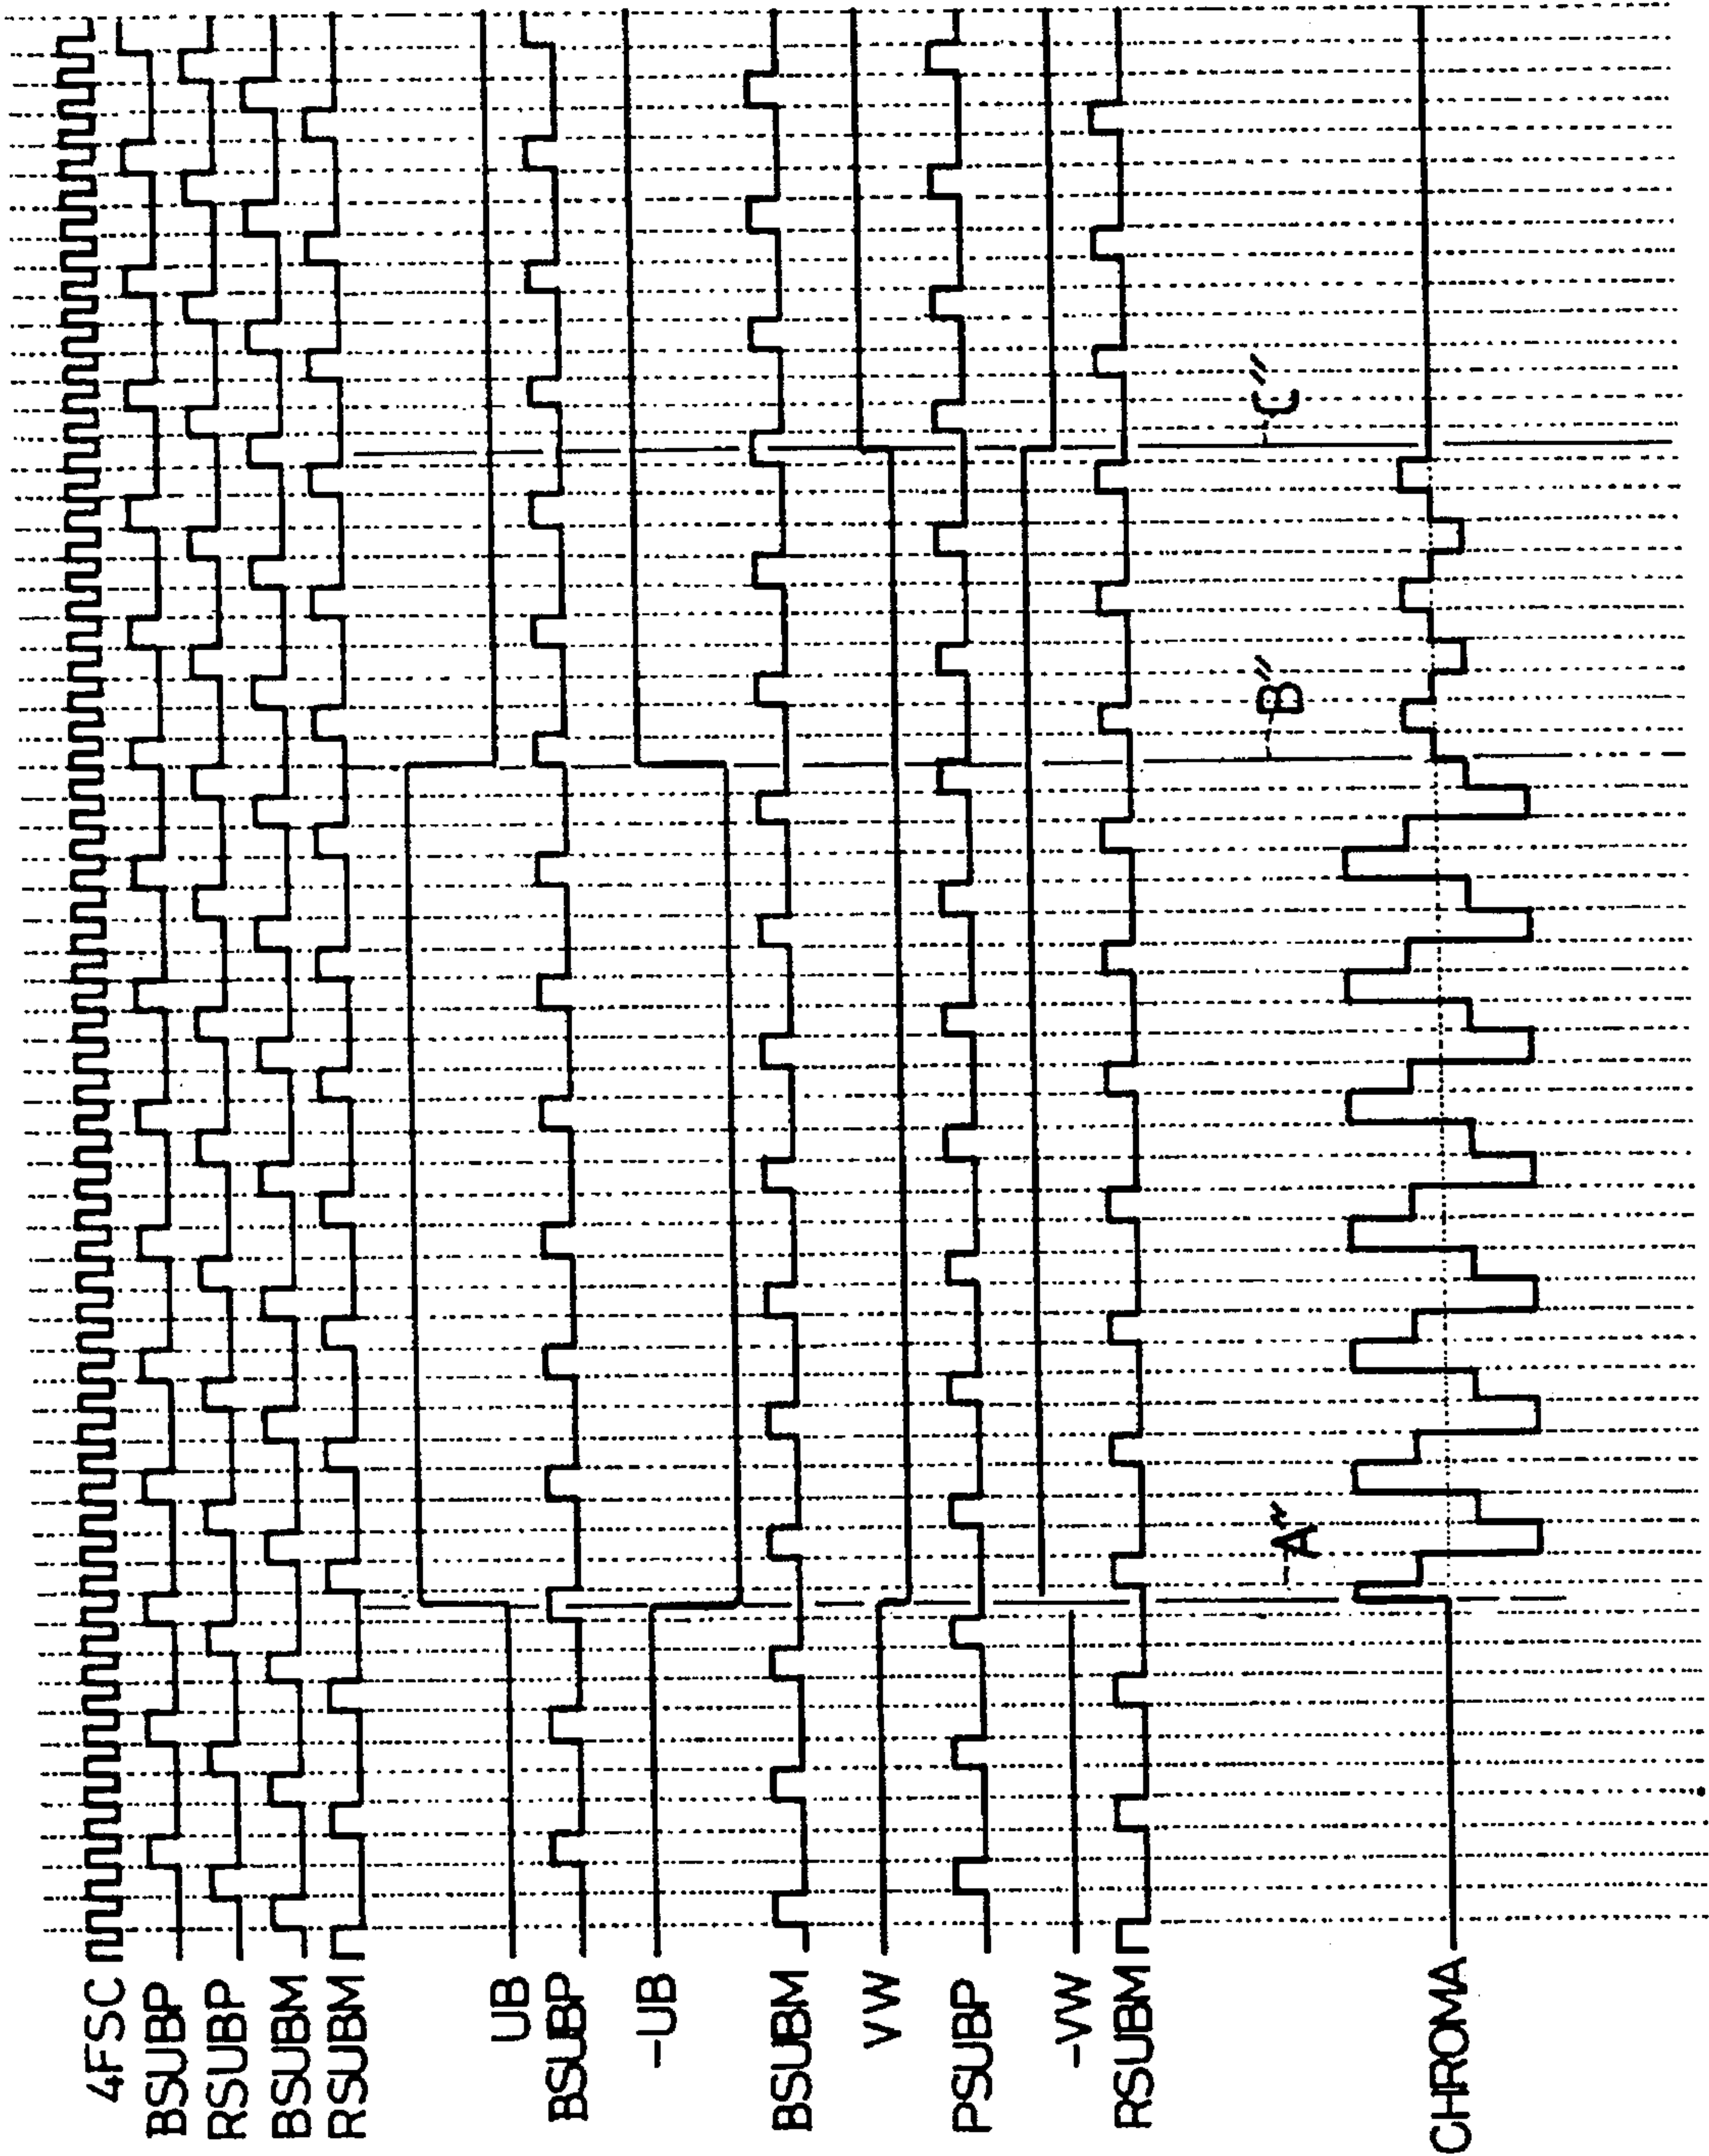 4FSC
BSUBP
RSUBP
BSUBM
RSUBM
UB
BSUBP
-UB
BSUBM
VW
PSUBP
-VW
RSUBM
CHROMA
A"
B"
C"